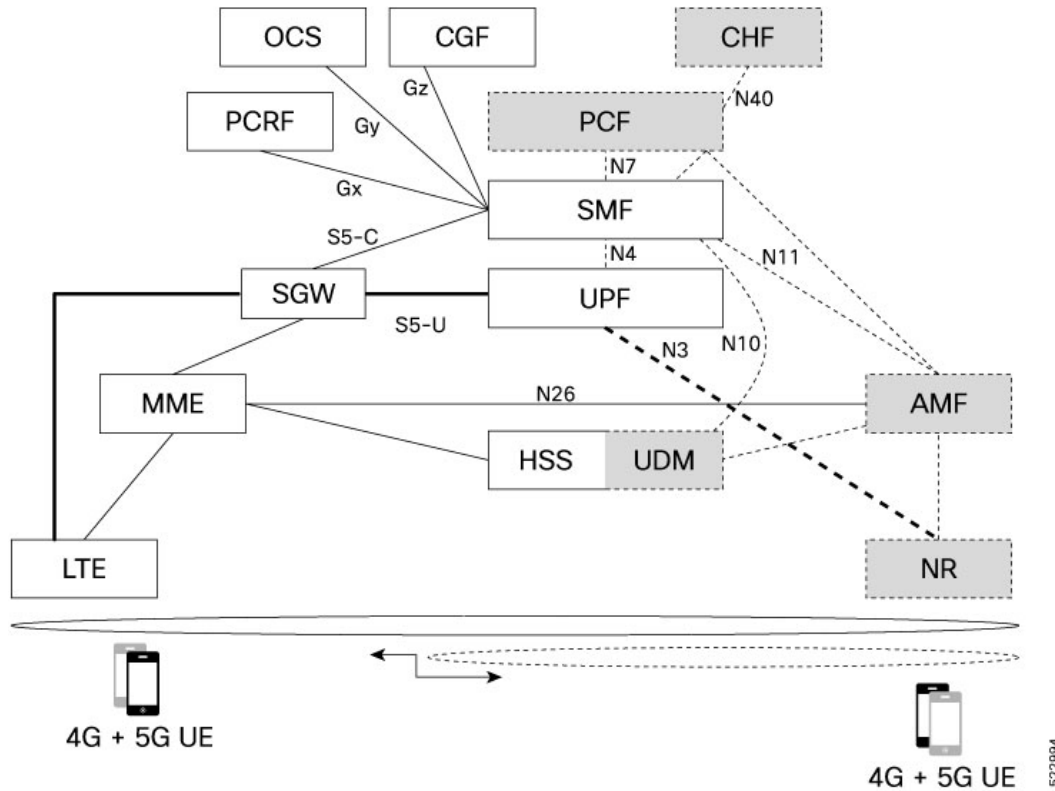 OCS
CGF
CHF
Gz
N40
PCRF
Gy
PCF
Gx
N7
SMF
S5-C
N4
N11
SGW
UPF
S5-U
N3
N10
MME
N26
AMF
HSS
UDM
LTE
NR
4G + 5G UE
4G + 5G UE
522994